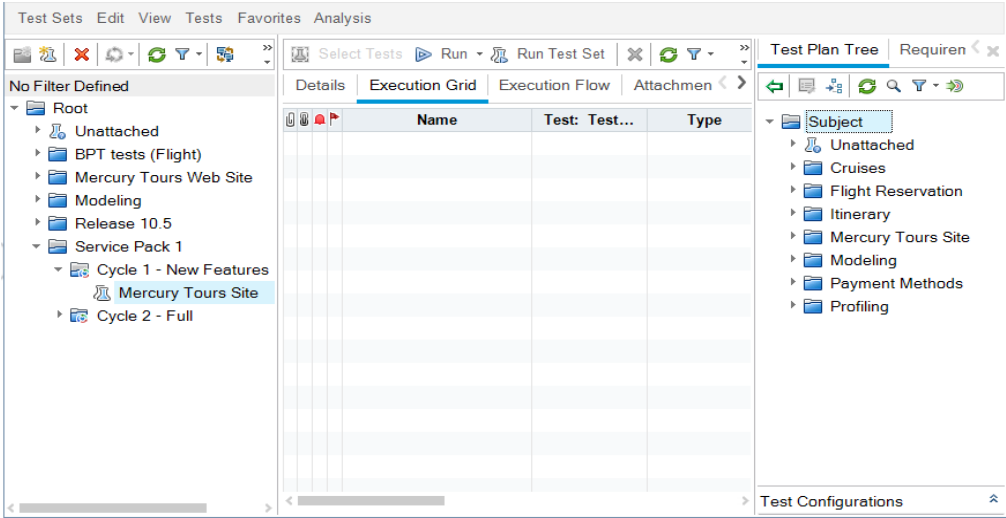 Test Sets Edit View Tests Favorites Analysis
No Filter Defined
Root
Unattached
BPT tests (Flight)
Mercury Tours Web Site
Modeling
Release 10.5
Service Pack 1
Cycle 1 - New Features
Mercury Tours Site
Cycle 2 - Full
Select Tests Run Run Test Set
Details Execution Grid Execution Flow Attachmen
Name Test: Test... Type
Test Plan Tree Requiren
Subject
Unattached
Cruises
Flight Reservation
Itinerary
Mercury Tours Site
Modeling
Payment Methods
Profiling
Test Configurations